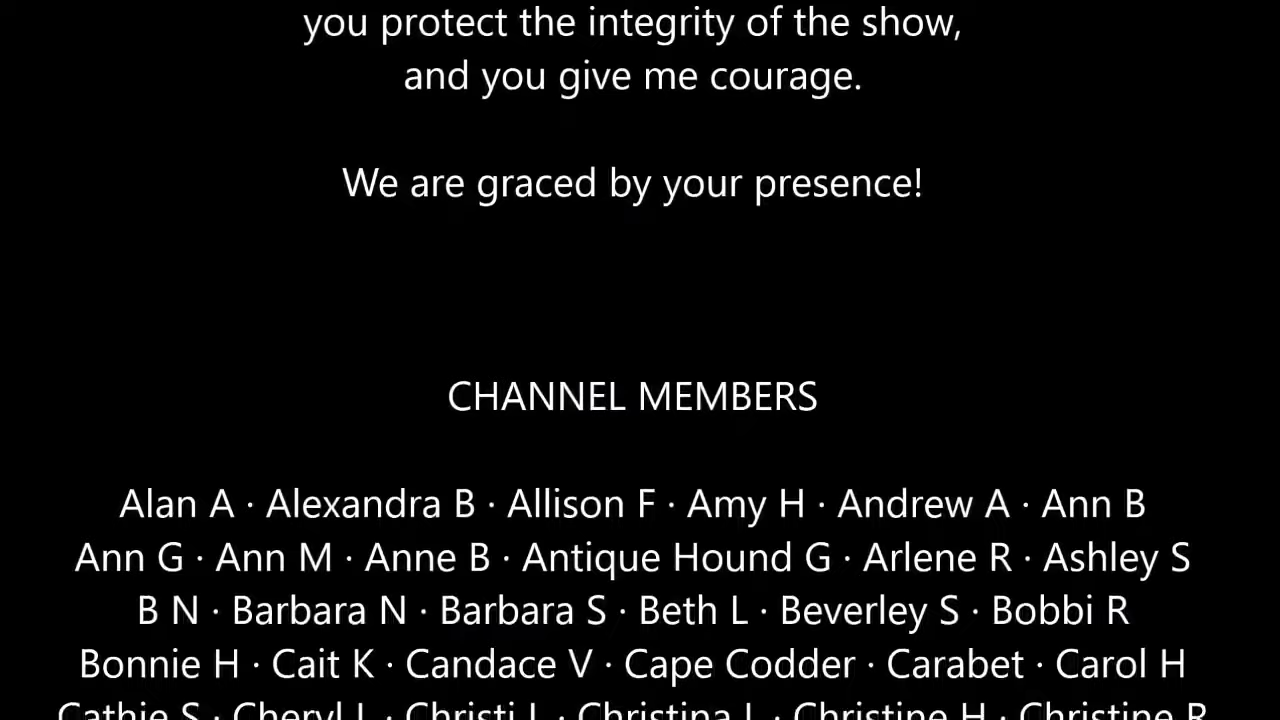 you protect the integrity of the show,
and you give me courage.
We are graced by your presence!
CHANNEL MEMBERS
Alan A · Alexandra B · Allison F · Amy H · Andrew A · Ann B
Ann G · Ann M · Anne B · Antique Hound G · Arlene R · Ashley S
B N · Barbara N · Barbara S · Beth L · Beverley S · Bobbi R
Bonnie H · Cait K · Candace V · Cape Codder · Carabet · Carol H
Cathie S · Cheryl · Christi · Christina · Christine H · Christine